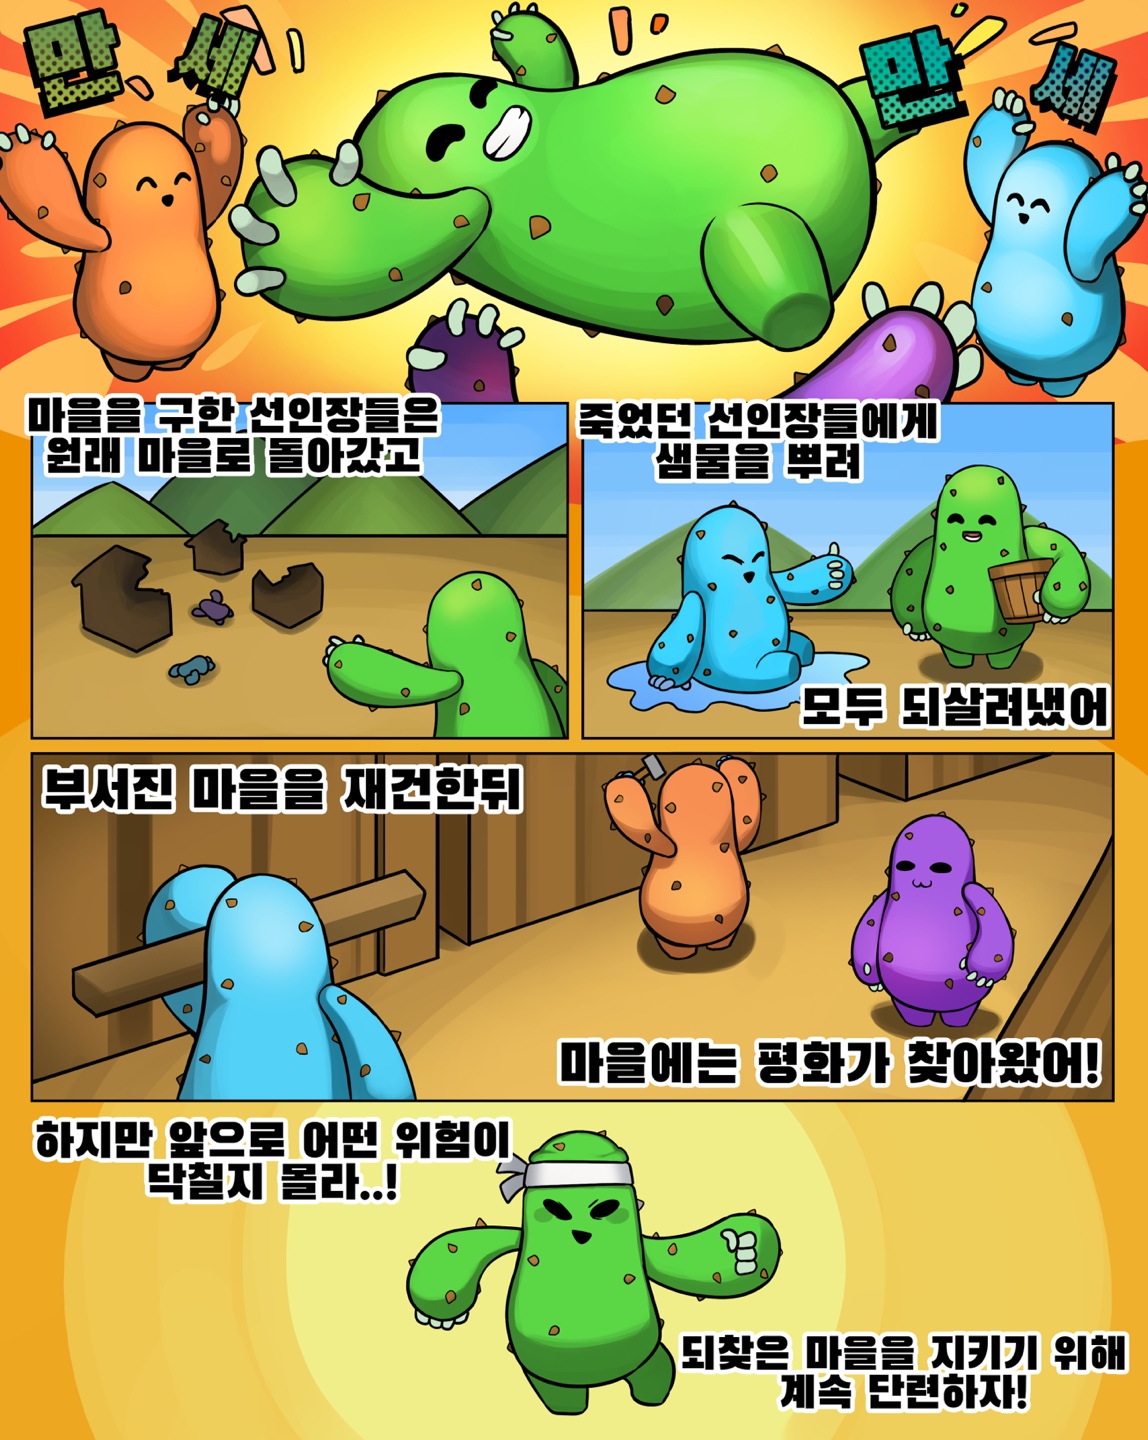 만세
만세
마을을 구한 선인장들은
원래 마을로 돌아갔고
죽었던 선인장들에게
샘물을 뿌려
모두 되살려냈어
부서진 마을을 재건한뒤
마을에는 평화가 찾아왔어!
하지만 앞으로 어떤 위험이
닥칠지 몰라..!
되찾은 마을을 지키기 위해
계속 단련하자!